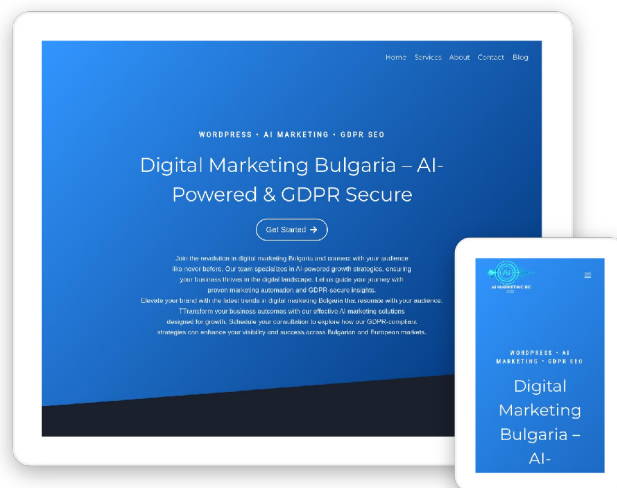 Home Services About Contact Blog
WORDPRESS • AI MARKETING • GDPR SEO
Digital Marketing Bulgaria – AI-
Powered & GDPR Secure
Get Started →
Join the revolution in digital marketing Bulgaria and connect with your audience
like never before. Our team specializes in AI-powered growth strategies, ensuring
your business thrives in the digital landscape. Let us guide your journey with
proven marketing automation and GDPR-secure insights.
Elevate your brand with the latest trends in digital marketing Bulgaria that resonate with your audience.
TTransform your business outcomes with our effective AI marketing solutions
designed for growth. Schedule your consultation to explore how our GDPR-compliant
strategies can enhance your visibility and success across Bulgarian and European markets.
AI
AI MARKETING BG
WORDPRESS • AI
MARKETING • GDPR SEO
Digital
Marketing
Bulgaria –
AI-